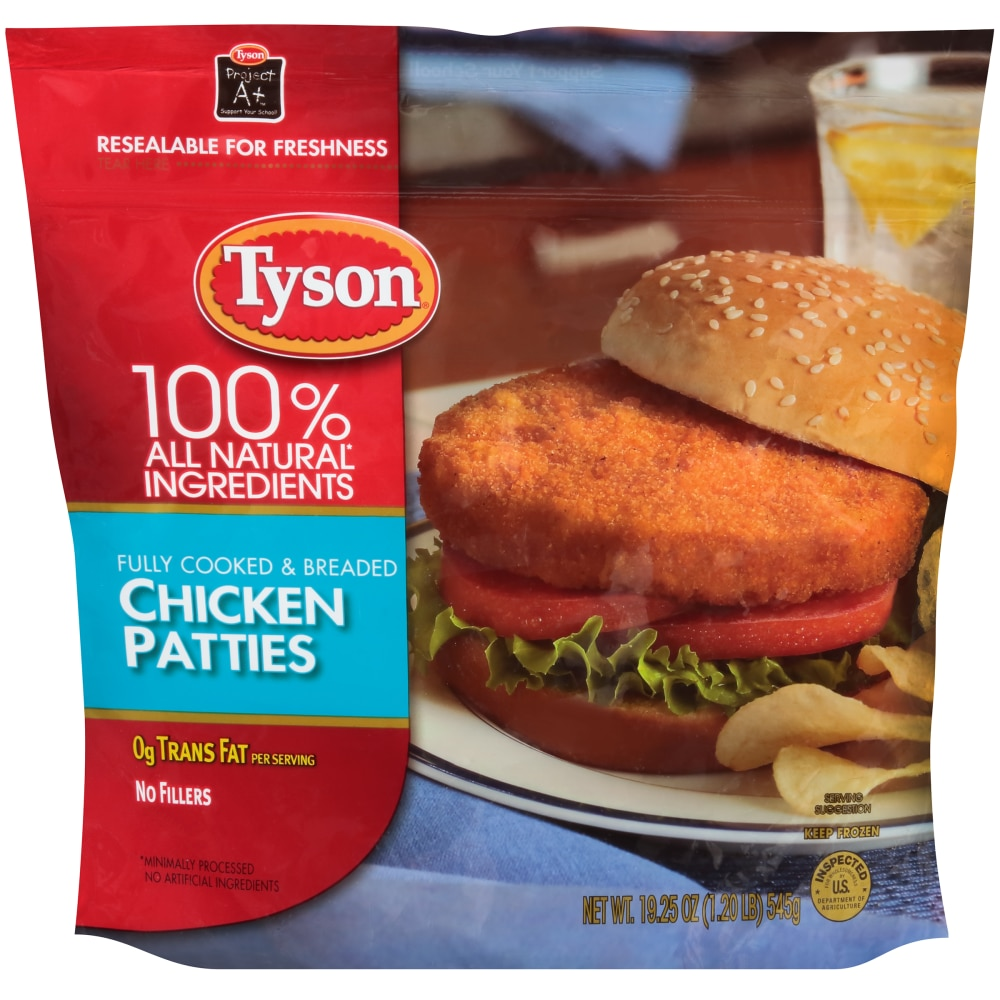 Tyson
Project
A+
Support Your School!
RESEALABLE FOR FRESHNESS
TEAR HERE
Tyson®
100%
ALL NATURAL*
INGREDIENTS
FULLY COOKED & BREADED
CHICKEN
PATTIES
0g TRANS FAT PER SERVING
NO FILLERS
*MINIMALLY PROCESSED
NO ARTIFICIAL INGREDIENTS
SERVING
SUGGESTION
KEEP FROZEN
INSPECTED
U.S.
DEPARTMENT OF
AGRICULTURE
NET WT. 19.25 OZ (1.20 LB) 545g